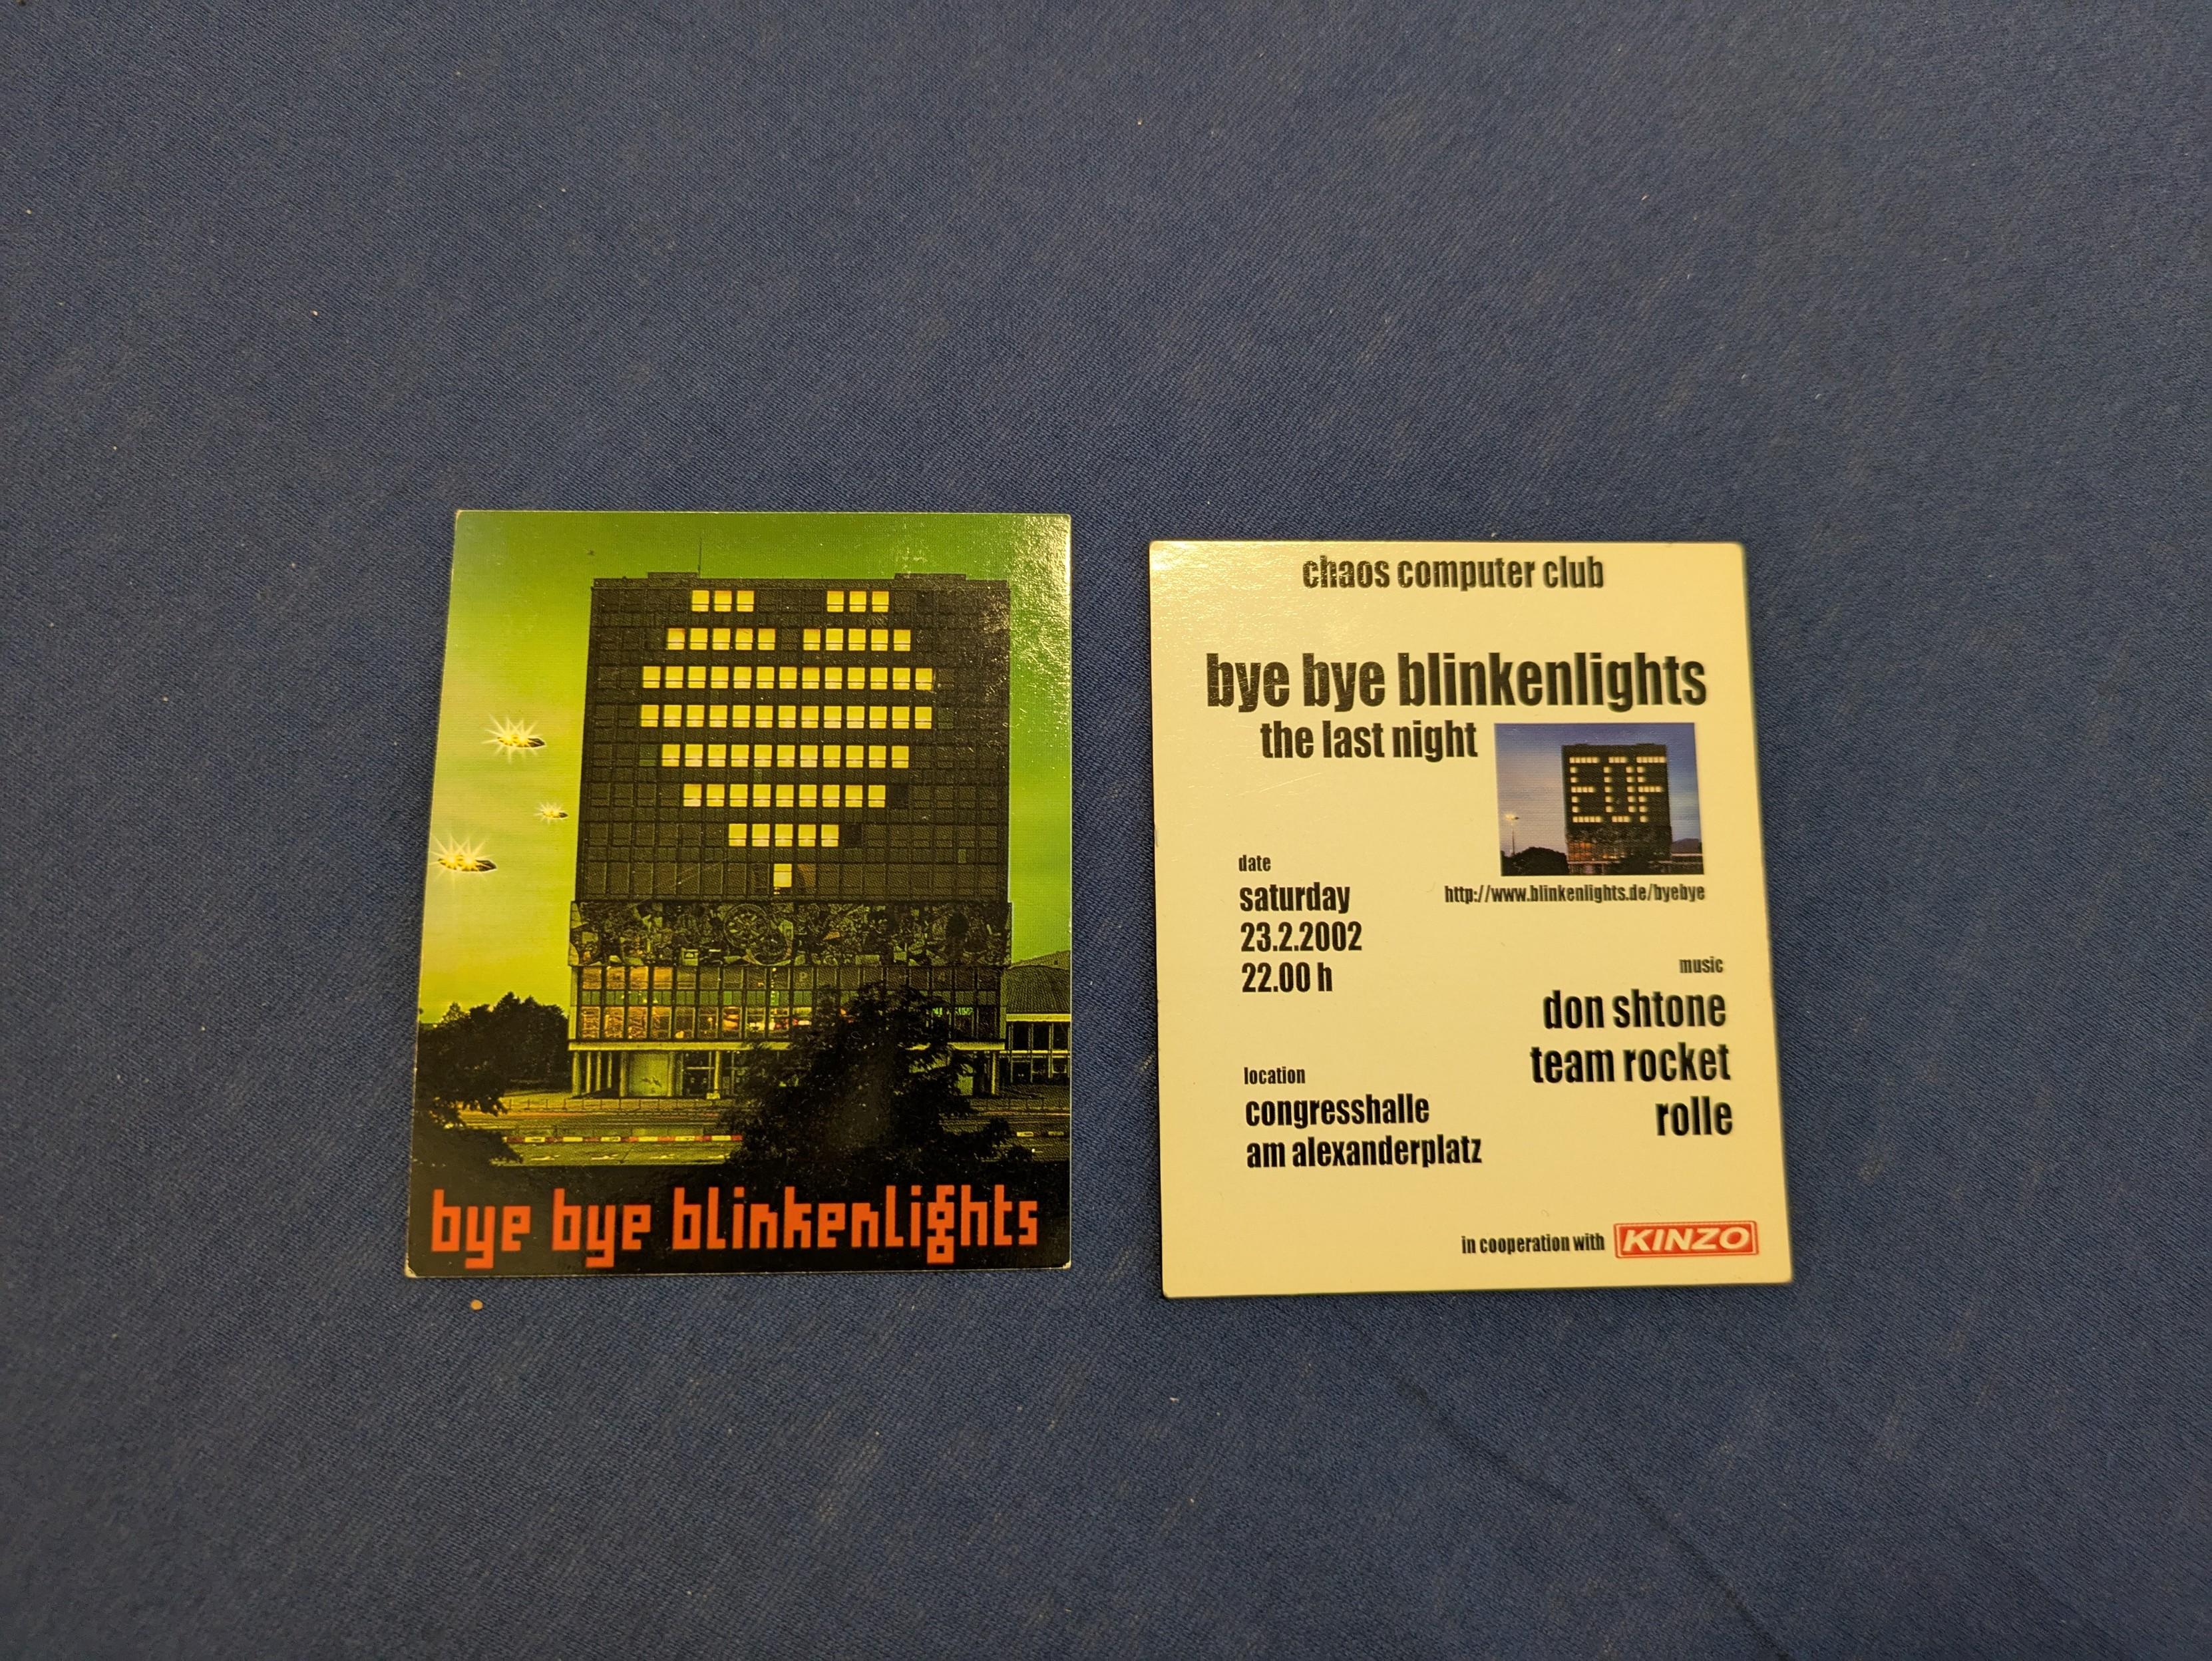 bye bye blinkenlights
chaos computer club
bye bye blinkenlights
the last night
EOF
http://www.blinkenlights.de/byebye
date
saturday
23.2.2002
22.00 h
music
don shtone
team rocket
rolle
location
congresshalle
am alexanderplatz
in cooperation with KINZO